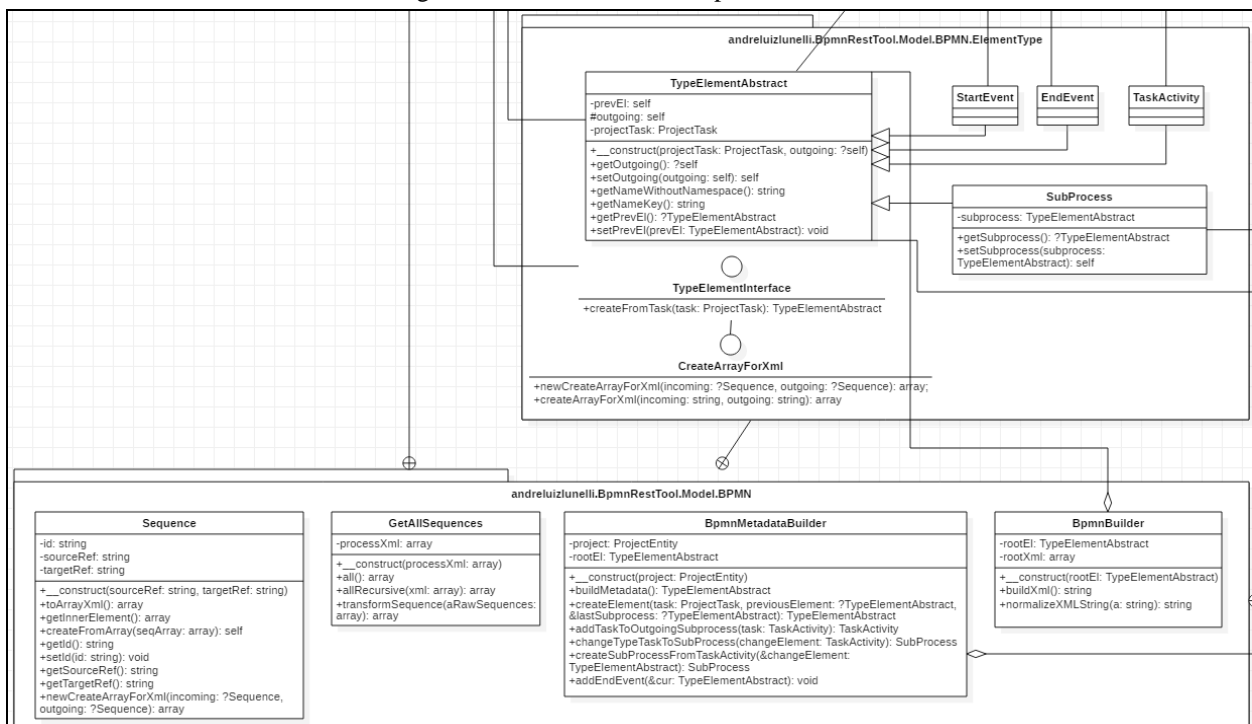 andreluizlunelli.BpmnRestTool.Model.BPMN.ElementType
TypeElementAbstract
-prevEl: self
#outgoing: self
-projectTask: ProjectTask
+__construct(projectTask: ProjectTask, outgoing: ?self)
+getOutgoing(): ?self
+setOutgoing(outgoing: self): self
+getNameWithoutNamespace(): string
+getNameKey(): string
+getPrevEl(): ?TypeElementAbstract
+setPrevEl(prevEl: TypeElementAbstract): void
StartEvent
EndEvent
TaskActivity
SubProcess
-subprocess: TypeElementAbstract
+getSubprocess(): ?TypeElementAbstract
+setSubprocess(subprocess:
TypeElementAbstract): self
TypeElementInterface
+createFromTask(task: ProjectTask): TypeElementAbstract
CreateArrayForXml
+newCreateArrayForXml(incoming: ?Sequence, outgoing: ?Sequence): array;
+createArrayForXml(incoming: string, outgoing: string): array
andreluizlunelli.BpmnRestTool.Model.BPMN
Sequence
-id: string
-sourceRef: string
-targetRef: string
+__construct(sourceRef: string, targetRef: string)
+toArrayXml(): array
+getInnerElement(): array
+createFromArray(seqArray: array): self
+getId(): string
+setId(id: string): void
+getSourceRef(): string
+getTargetRef(): string
+newCreateArrayForXml(incoming: ?Sequence,
outgoing: ?Sequence): array
GetAllSequences
-processXml: array
+__construct(processXml: array)
+all(): array
+allRecursive(xml: array): array
+transformSequence(aRawSequences:
array): array
BpmnMetadataBuilder
-project: ProjectEntity
-rootEl: TypeElementAbstract
+__construct(project: ProjectEntity)
+buildMetadata(): TypeElementAbstract
+createElement(task: ProjectTask, previousElement: ?TypeElementAbstract,
&lastSubprocess: ?TypeElementAbstract): TypeElementAbstract
+addTaskToOutgoingSubprocess(task: TaskActivity): TaskActivity
+changeTypeTaskToSubProcess(changeElement: TaskActivity): SubProcess
+createSubProcessFromTaskActivity(&changeElement:
TypeElementAbstract): SubProcess
+addEndEvent(&cur: TypeElementAbstract): void
BpmnBuilder
-rootEl: TypeElementAbstract
-rootXml: array
+__construct(rootEl: TypeElementAbstract)
+buildXml(): string
+normalizeXMLString(a: string): string